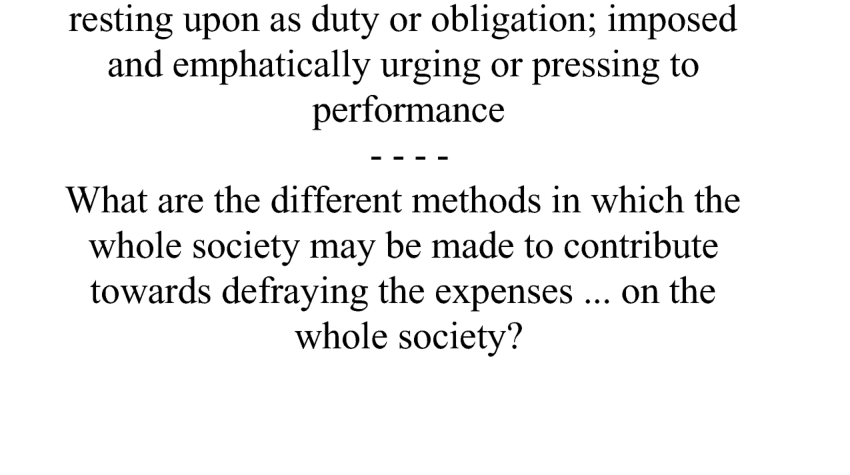 resting upon as duty or obligation; imposed
and emphatically urging or pressing to
performance
- - - -
What are the different methods in which the
whole society may be made to contribute
towards defraying the expenses ... on the
whole society?